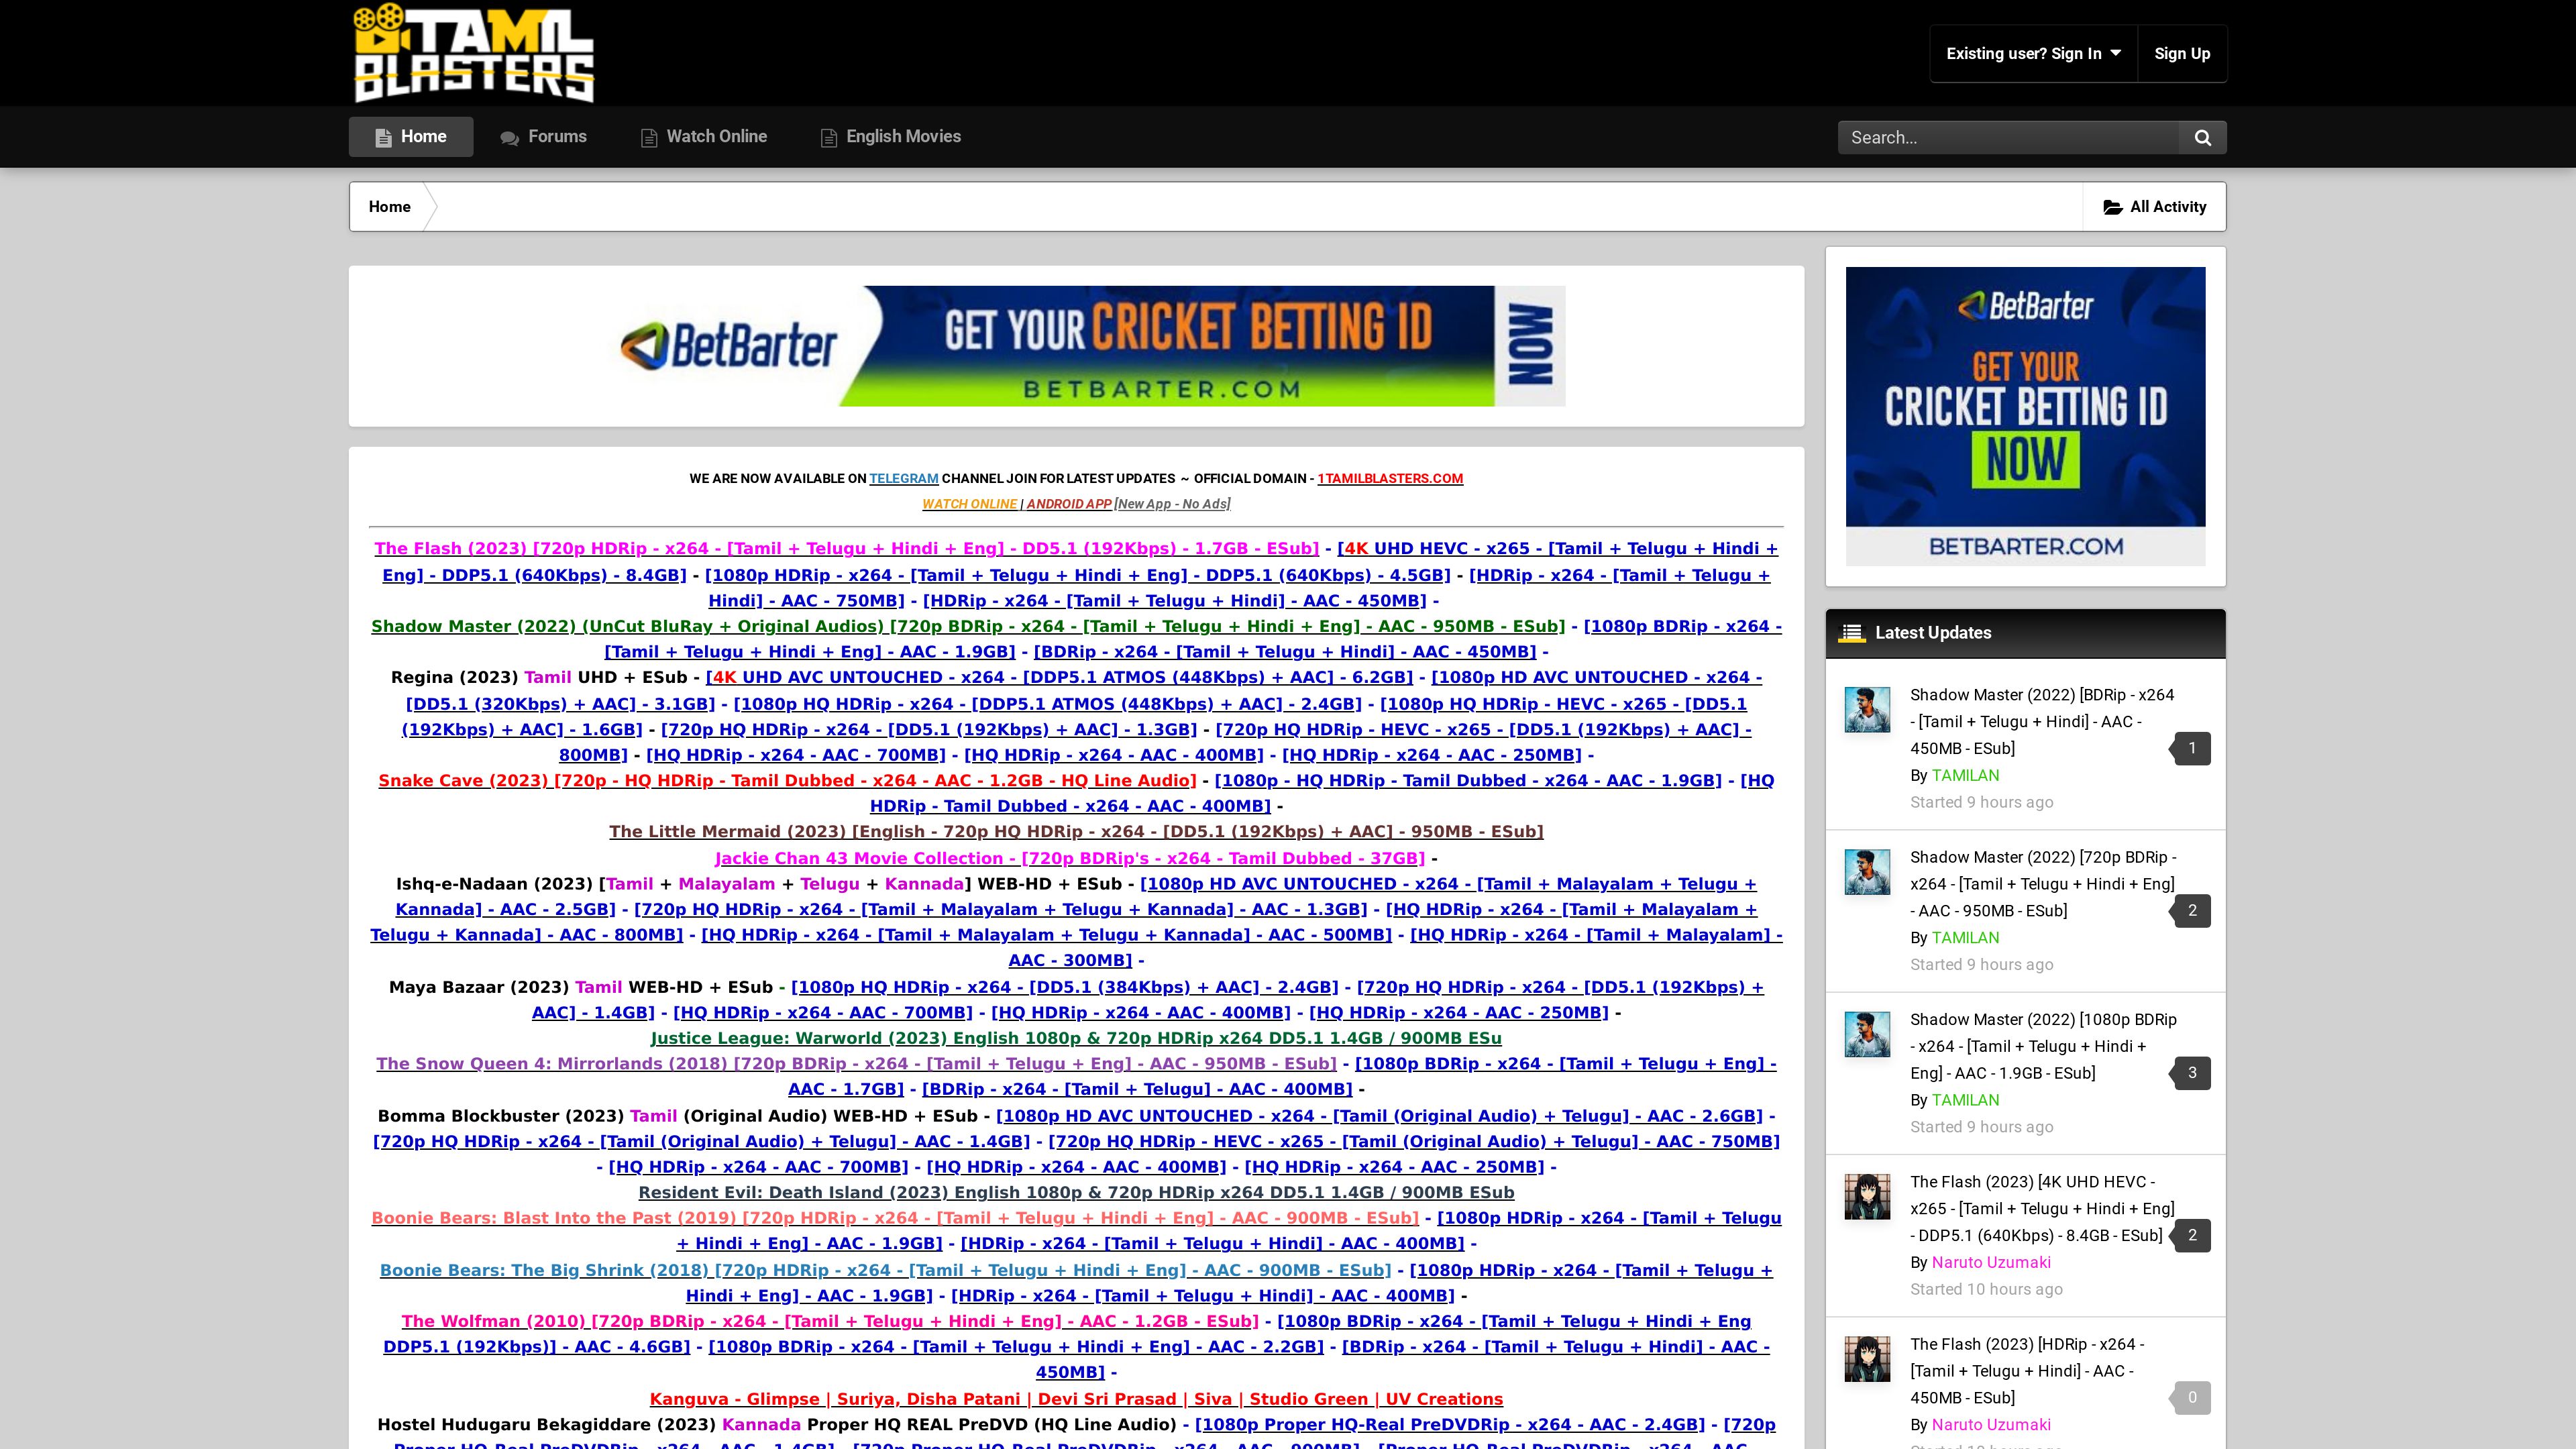 TAMIL
BLASTERS
Existing user? Sign In
Sign Up
Home
Forums
Watch Online
English Movies
Search...
Home
All Activity
BetBarter
GET YOUR CRICKET BETTING ID
BETBARTER.COM
NOW
WE ARE NOW AVAILABLE ON TELEGRAM CHANNEL JOIN FOR LATEST UPDATES ~ OFFICIAL DOMAIN - 1TAMILBLASTERS.COM
WATCH ONLINE | ANDROID APP [New App - No Ads]
The Flash (2023) [720p HDRip - x264 - [Tamil + Telugu + Hindi + Eng] - DD5.1 (192Kbps) - 1.7GB - ESub] - [4K UHD HEVC - x265 - [Tamil + Telugu + Hindi +
Eng] - DDP5.1 (640Kbps) - 8.4GB] - [1080p HDRip - x264 - [Tamil + Telugu + Hindi + Eng] - DDP5.1 (640Kbps) - 4.5GB] - [HDRip - x264 - [Tamil + Telugu +
Hindi] - AAC - 750MB] - [HDRip - x264 - [Tamil + Telugu + Hindi] - AAC - 450MB] -
Shadow Master (2022) (UnCut BluRay + Original Audios) [720p BDRip - x264 - [Tamil + Telugu + Hindi + Eng] - AAC - 950MB - ESub] - [1080p BDRip - x264 -
[Tamil + Telugu + Hindi + Eng] - AAC - 1.9GB] - [BDRip - x264 - [Tamil + Telugu + Hindi] - AAC - 450MB] -
Regina (2023) Tamil UHD + ESub - [4K UHD AVC UNTOUCHED - x264 - [DDP5.1 ATMOS (448Kbps) + AAC] - 6.2GB] - [1080p HD AVC UNTOUCHED - x264 -
[DD5.1 (320Kbps) + AAC] - 3.1GB] - [1080p HQ HDRip - x264 - [DDP5.1 ATMOS (448Kbps) + AAC] - 2.4GB] - [1080p HQ HDRip - HEVC - x265 - [DD5.1
(192Kbps) + AAC] - 1.6GB] - [720p HQ HDRip - x264 - [DD5.1 (192Kbps) + AAC] - 1.3GB] - [720p HQ HDRip - HEVC - x265 - [DD5.1 (192Kbps) + AAC] -
800MB] - [HQ HDRip - x264 - AAC - 700MB] - [HQ HDRip - x264 - AAC - 400MB] - [HQ HDRip - x264 - AAC - 250MB] -
Snake Cave (2023) [720p - HQ HDRip - Tamil Dubbed - x264 - AAC - 1.2GB - HQ Line Audio] - [1080p - HQ HDRip - Tamil Dubbed - x264 - AAC - 1.9GB] - [HQ
HDRip - Tamil Dubbed - x264 - AAC - 400MB] -
The Little Mermaid (2023) [English - 720p HQ HDRip - x264 - [DD5.1 (192Kbps) + AAC] - 950MB - ESub]
Jackie Chan 43 Movie Collection - [720p BDRip's - x264 - Tamil Dubbed - 37GB] -
Ishq-e-Nadaan (2023) [Tamil + Malayalam + Telugu + Kannada] WEB-HD + ESub - [1080p HD AVC UNTOUCHED - x264 - [Tamil + Malayalam + Telugu +
Kannada] - AAC - 2.5GB] - [720p HQ HDRip - x264 - [Tamil + Malayalam + Telugu + Kannada] - AAC - 1.3GB] - [HQ HDRip - x264 - [Tamil + Malayalam +
Telugu + Kannada] - AAC - 800MB] - [HQ HDRip - x264 - [Tamil + Malayalam + Telugu + Kannada] - AAC - 500MB] - [HQ HDRip - x264 - [Tamil + Malayalam] -
AAC - 300MB] -
Maya Bazaar (2023) Tamil WEB-HD + ESub - [1080p HQ HDRip - x264 - [DD5.1 (384Kbps) + AAC] - 2.4GB] - [720p HQ HDRip - x264 - [DD5.1 (192Kbps) +
AAC] - 1.4GB] - [HQ HDRip - x264 - AAC - 700MB] - [HQ HDRip - x264 - AAC - 400MB] - [HQ HDRip - x264 - AAC - 250MB] -
Justice League: Warworld (2023) English 1080p & 720p HDRip x264 DD5.1 1.4GB / 900MB ESu
The Snow Queen 4: Mirrorlands (2018) [720p BDRip - x264 - [Tamil + Telugu + Eng] - AAC - 950MB - ESub] - [1080p BDRip - x264 - [Tamil + Telugu + Eng] -
AAC - 1.7GB] - [BDRip - x264 - [Tamil + Telugu] - AAC - 400MB] -
Bomma Blockbuster (2023) Tamil (Original Audio) WEB-HD + ESub - [1080p HD AVC UNTOUCHED - x264 - [Tamil (Original Audio) + Telugu] - AAC - 2.6GB] -
[720p HQ HDRip - x264 - [Tamil (Original Audio) + Telugu] - AAC - 1.4GB] - [720p HQ HDRip - HEVC - x265 - [Tamil (Original Audio) + Telugu] - AAC - 750MB]
- [HQ HDRip - x264 - AAC - 700MB] - [HQ HDRip - x264 - AAC - 400MB] - [HQ HDRip - x264 - AAC - 250MB] -
Resident Evil: Death Island (2023) English 1080p & 720p HDRip x264 DD5.1 1.4GB / 900MB ESub
Boonie Bears: Blast Into the Past (2019) [720p HDRip - x264 - [Tamil + Telugu + Hindi + Eng] - AAC - 900MB - ESub] - [1080p HDRip - x264 - [Tamil + Telugu
+ Hindi + Eng] - AAC - 1.9GB] - [HDRip - x264 - [Tamil + Telugu + Hindi] - AAC - 400MB] -
Boonie Bears: The Big Shrink (2018) [720p HDRip - x264 - [Tamil + Telugu + Hindi + Eng] - AAC - 900MB - ESub] - [1080p HDRip - x264 - [Tamil + Telugu +
Hindi + Eng] - AAC - 1.9GB] - [HDRip - x264 - [Tamil + Telugu + Hindi] - AAC - 400MB] -
The Wolfman (2010) [720p BDRip - x264 - [Tamil + Telugu + Hindi + Eng] - AAC - 1.2GB - ESub] - [1080p BDRip - x264 - [Tamil + Telugu + Hindi + Eng
DDP5.1 (192Kbps)] - AAC - 4.6GB] - [1080p BDRip - x264 - [Tamil + Telugu + Hindi + Eng] - AAC - 2.2GB] - [BDRip - x264 - [Tamil + Telugu + Hindi] - AAC -
450MB] -
Kanguva - Glimpse | Suriya, Disha Patani | Devi Sri Prasad | Siva | Studio Green | UV Creations
Hostel Hudugaru Bekagiddare (2023) Kannada Proper HQ REAL PreDVD (HQ Line Audio) - [1080p Proper HQ-Real PreDVDRip - x264 - AAC - 2.4GB] - [720p
Proper HQ-Real PreDVDRip - x264 - AAC - 1.4GB] - [720p Proper HQ-Real PreDVDRip - x264 - AAC - 900MB] - [Proper HQ-Real PreDVDRip - x264 - AAC
BetBarter
GET YOUR
CRICKET BETTING ID
NOW
BETBARTER.COM
Latest Updates
Shadow Master (2022) [BDRip - x264
- [Tamil + Telugu + Hindi] - AAC -
450MB - ESub]
1
By TAMILAN
Started 9 hours ago
Shadow Master (2022) [720p BDRip -
x264 - [Tamil + Telugu + Hindi + Eng]
- AAC - 950MB - ESub]
2
By TAMILAN
Started 9 hours ago
Shadow Master (2022) [1080p BDRip
- x264 - [Tamil + Telugu + Hindi +
Eng] - AAC - 1.9GB - ESub]
3
By TAMILAN
Started 9 hours ago
The Flash (2023) [4K UHD HEVC -
x265 - [Tamil + Telugu + Hindi + Eng]
- DDP5.1 (640Kbps) - 8.4GB - ESub]
2
By Naruto Uzumaki
Started 10 hours ago
The Flash (2023) [HDRip - x264 -
[Tamil + Telugu + Hindi] - AAC -
450MB - ESub]
0
By Naruto Uzumaki
Started 10 hours ago